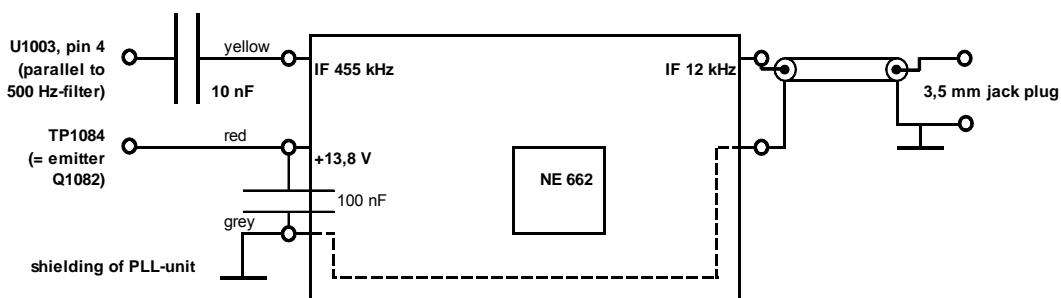 U1003, pin 4
(parallel to
500 Hz-filter)
yellow
10 nF
IF 455 kHz
IF 12 kHz
3,5 mm jack plug
TP1084
(= emitter
Q1082)
red
+13,8 V
NE 662
100 nF
grey
shielding of PLL-unit